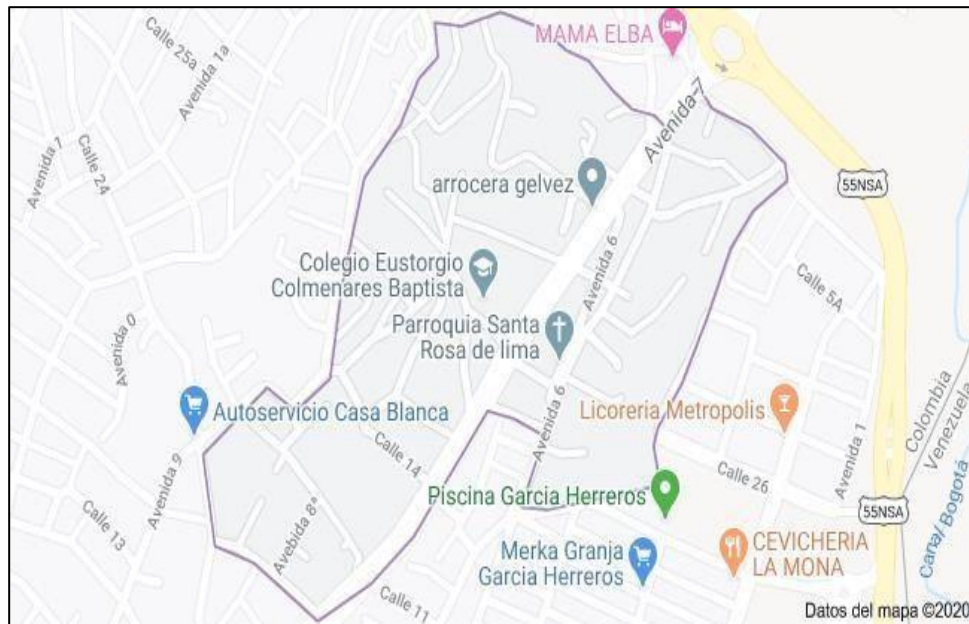 MAMA ELBA
Calle 25a
Avenida 1a
Avenida-7
Avenida 1
Calle 24
arrocera gelvez
55NSA
Avenida 6
Colegio Eustorgio
Colmenares Baptista
Calle 5A
Parroquia Santa
Rosa de lima
Avenida 0
Autoservicio Casa Blanca
Licoreria Metropolis
Colombia
Venezuela
Avenida 6
Avenida 1
Calle 14
Calle 26
Avenida 9
Piscina Garcia Herreros
55NSA
Canal Bogotá
Avebida 8ª
Calle 13
Merka Granja
Garcia Herreros
CEVICHERIA
LA MONA
Calle 11
Datos del mapa ©2020